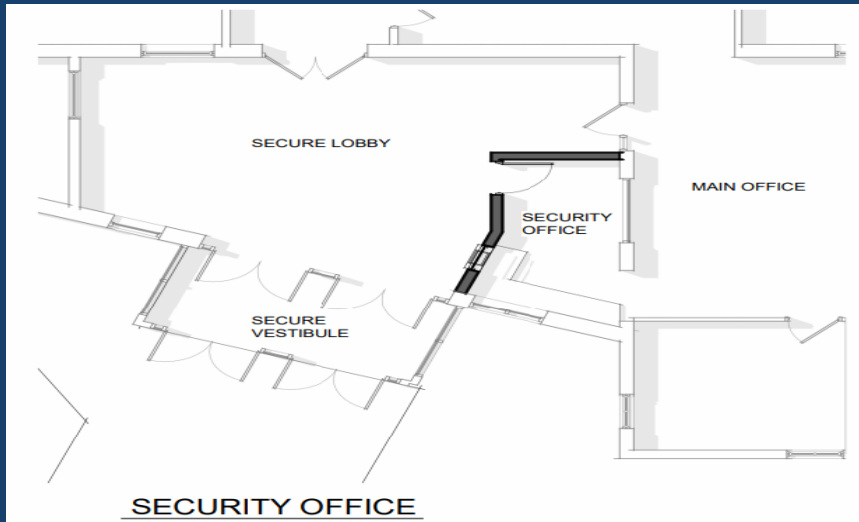 SECURE LOBBY
MAIN OFFICE
SECURITY
OFFICE
SECURE
VESTIBULE
SECURITY OFFICE